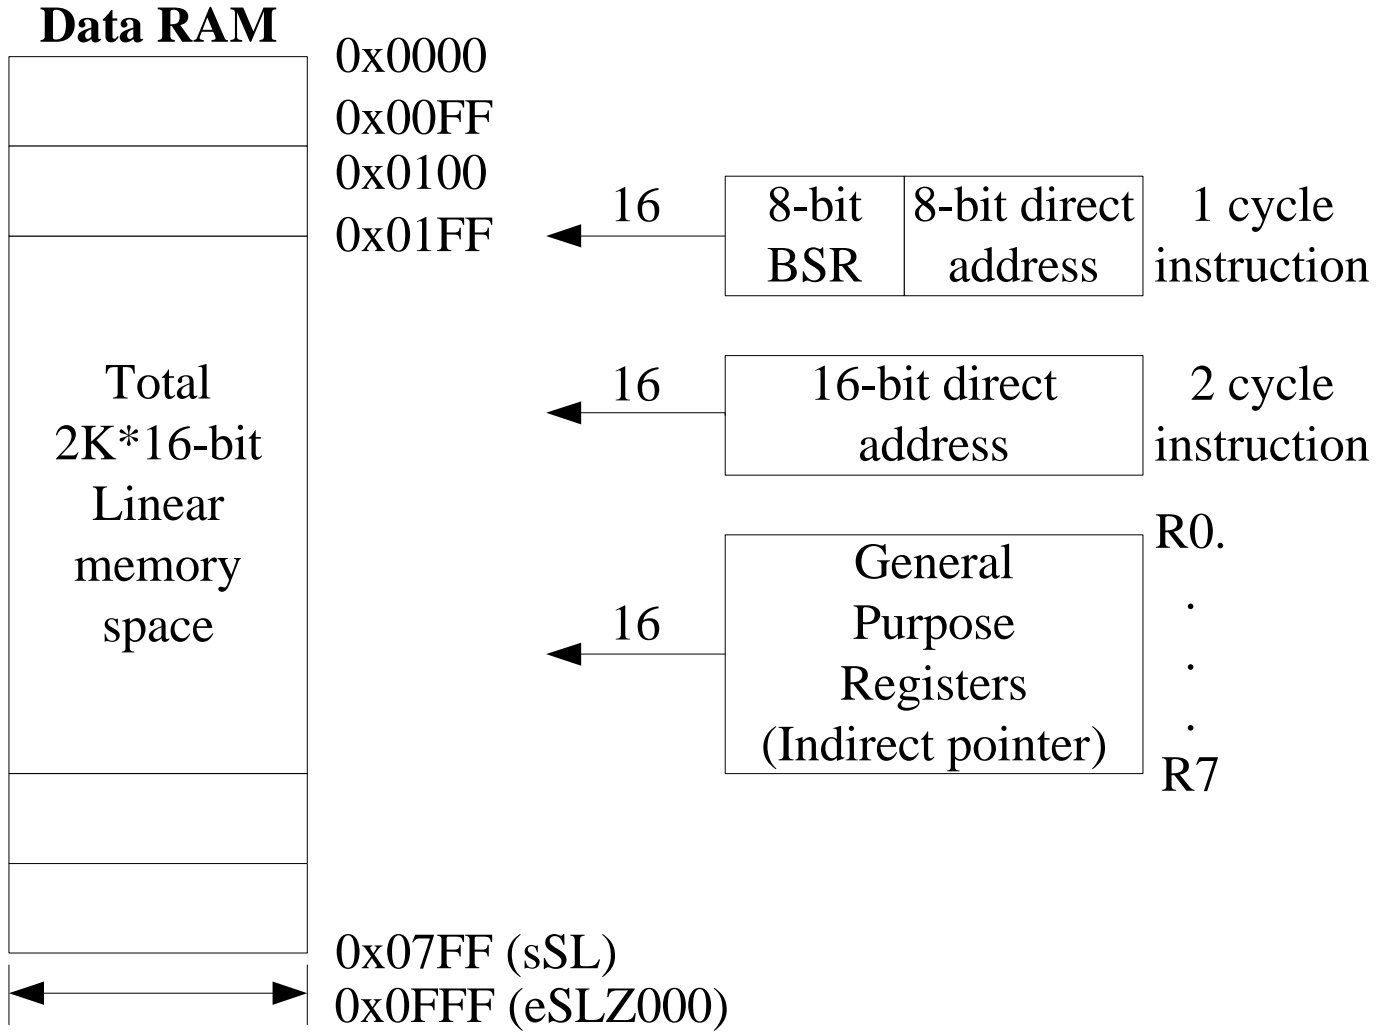 Data RAM
0x0000
0x00FF
0x0100
0x01FF
Total
2K*16-bit
Linear
memory
space
0x07FF (sSL)
0x0FFF (eSLZ000)
16
8-bit
BSR
8-bit direct
address
1 cycle
instruction
16
16-bit direct
address
2 cycle
instruction
16
General
Purpose
Registers
(Indirect pointer)
R0.
.
.
.
R7